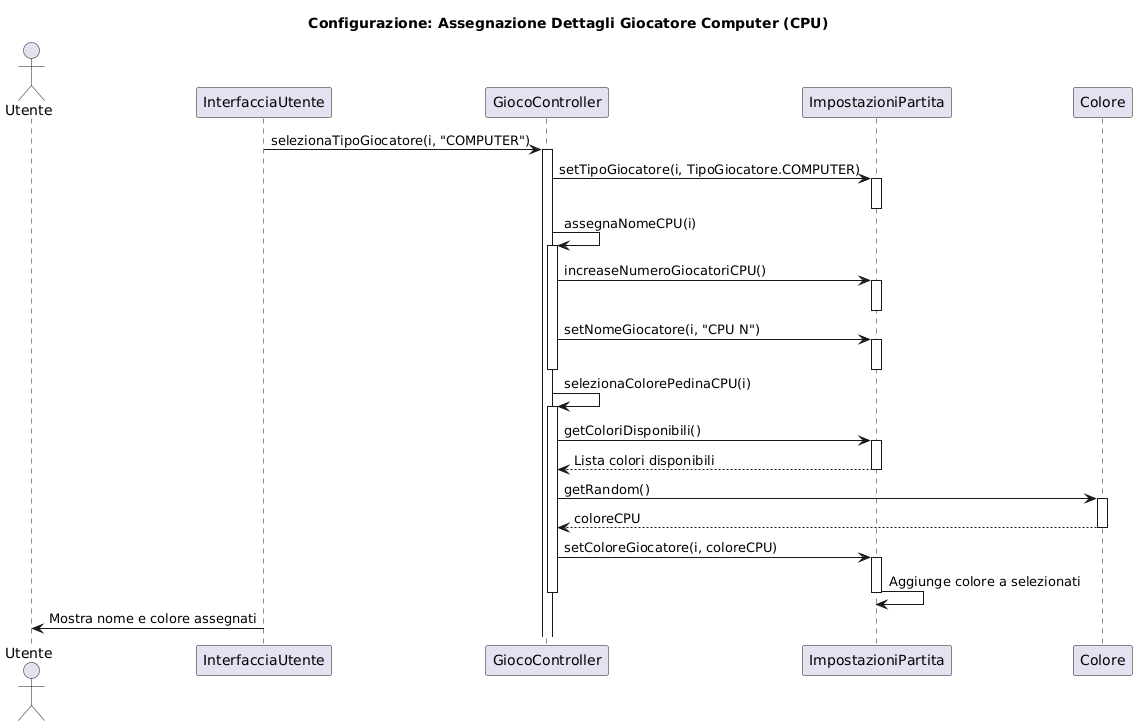 Configurazione: Assegnazione Dettagli Giocatore Computer (CPU)
Utente
InterfacciaUtente
GiocoController
ImpostazioniPartita
Colore
selezionaTipoGiocatore(i, "COMPUTER")
setTipoGiocatore(i, TipoGiocatore.COMPUTER)
assegnaNomeCPU(i)
increaseNumeroGiocatoriCPU()
setNomeGiocatore(i, "CPU N")
selezionaColorePedinaCPU(i)
getColoriDisponibili()
Lista colori disponibili
getRandom()
coloreCPU
setColoreGiocatore(i, coloreCPU)
Aggiunge colore a selezionati
Mostra nome e colore assegnati
Utente
InterfacciaUtente
GiocoController
ImpostazioniPartita
Colore